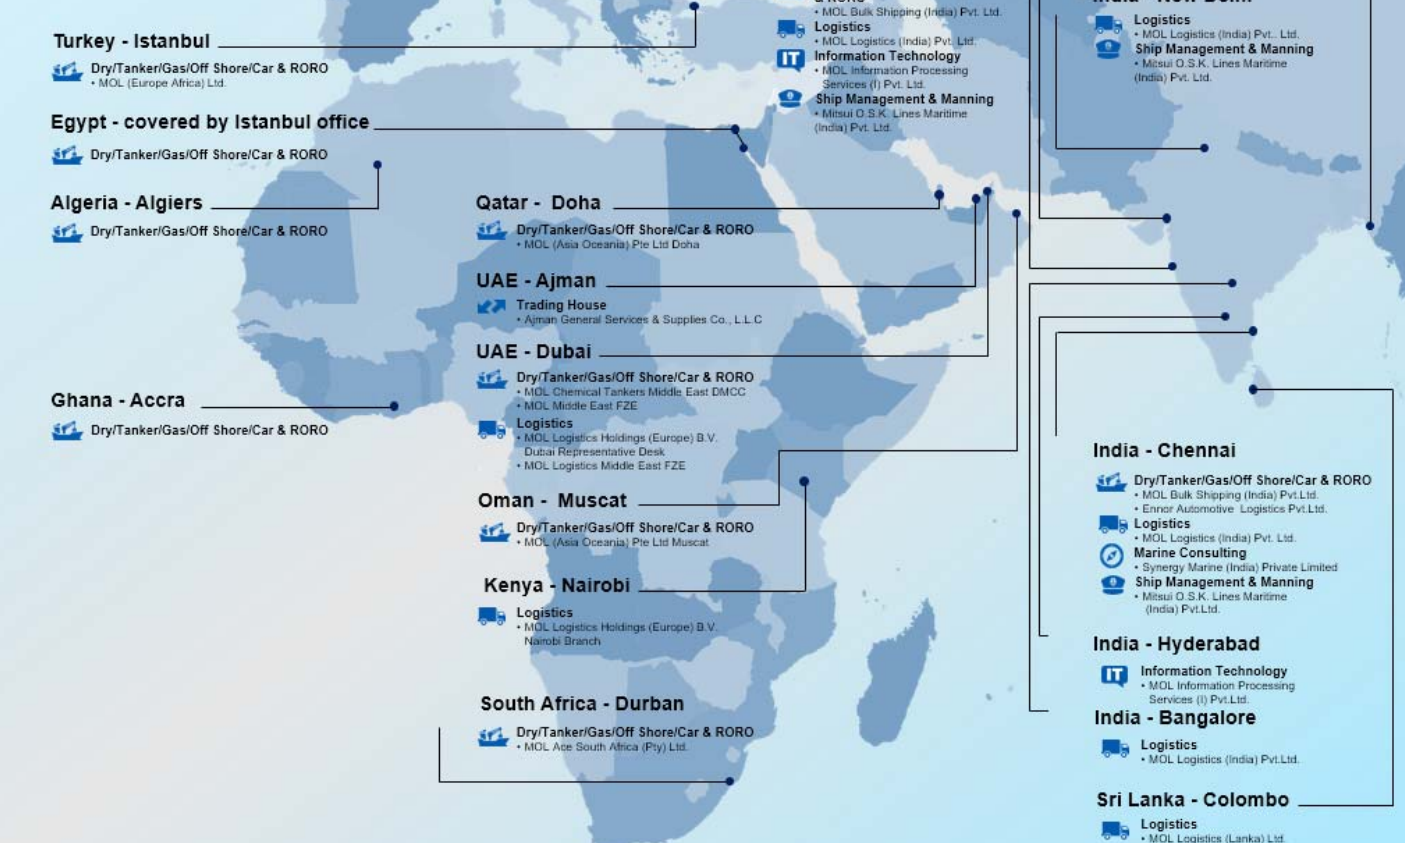 Turkey - Istanbul
Dry/Tanker/Gas/Off Shore/Car & RORO
• MOL (Europe Africa) Ltd.
Egypt - covered by Istanbul office
Dry/Tanker/Gas/Off Shore/Car & RORO
Algeria - Algiers
Dry/Tanker/Gas/Off Shore/Car & RORO
Ghana - Accra
Dry/Tanker/Gas/Off Shore/Car & RORO
• MOL Bulk Shipping (India) Pvt. Ltd.
Logistics
• MOL Logistics (India) Pvt. Ltd.
IT
Information Technology
• MOL Information Processing
Services (I) Pvt. Ltd.
Ship Management & Manning
• Mitsui O.S.K. Lines Maritime
(India) Pvt. Ltd.
Qatar - Doha
Dry/Tanker/Gas/Off Shore/Car & RORO
• MOL (Asia Oceania) Pte Ltd Doha
UAE - Ajman
Trading House
• Ajman General Services & Supplies Co., L.L.C
UAE - Dubai
Dry/Tanker/Gas/Off Shore/Car & RORO
• MOL Chemical Tankers Middle East DMCC
• MOL Middle East FZE
Logistics
• MOL Logistics Holdings (Europe) B.V.
Dubai Representative Desk
• MOL Logistics Middle East FZE
Oman - Muscat
Dry/Tanker/Gas/Off Shore/Car & RORO
• MOL (Asia Oceania) Pte Ltd Muscat
Kenya - Nairobi
Logistics
• MOL Logistics Holdings (Europe) B.V.
Nairobi Branch
South Africa - Durban
Dry/Tanker/Gas/Off Shore/Car & RORO
• MOL Ace South Africa (Pty) Ltd.
Logistics
• MOL Logistics (India) Pvt.. Ltd.
Ship Management & Manning
• Mitsui O.S.K. Lines Maritime
(India) Pvt. Ltd.
India - Chennai
Dry/Tanker/Gas/Off Shore/Car & RORO
• MOL Bulk Shipping (India) Pvt.Ltd.
• Ennor Automotive Logistics Pvt.Ltd.
Logistics
• MOL Logistics (India) Pvt. Ltd.
Marine Consulting
• Synergy Marine (India) Private Limited
Ship Management & Manning
• Mitsui O.S.K. Lines Maritime
(India) Pvt.Ltd.
India - Hyderabad
IT
Information Technology
• MOL Information Processing
Services (I) Pvt.Ltd.
India - Bangalore
Logistics
• MOL Logistics (India) Pvt.Ltd.
Sri Lanka - Colombo
Logistics
• MOL Logistics (Lanka) Ltd.